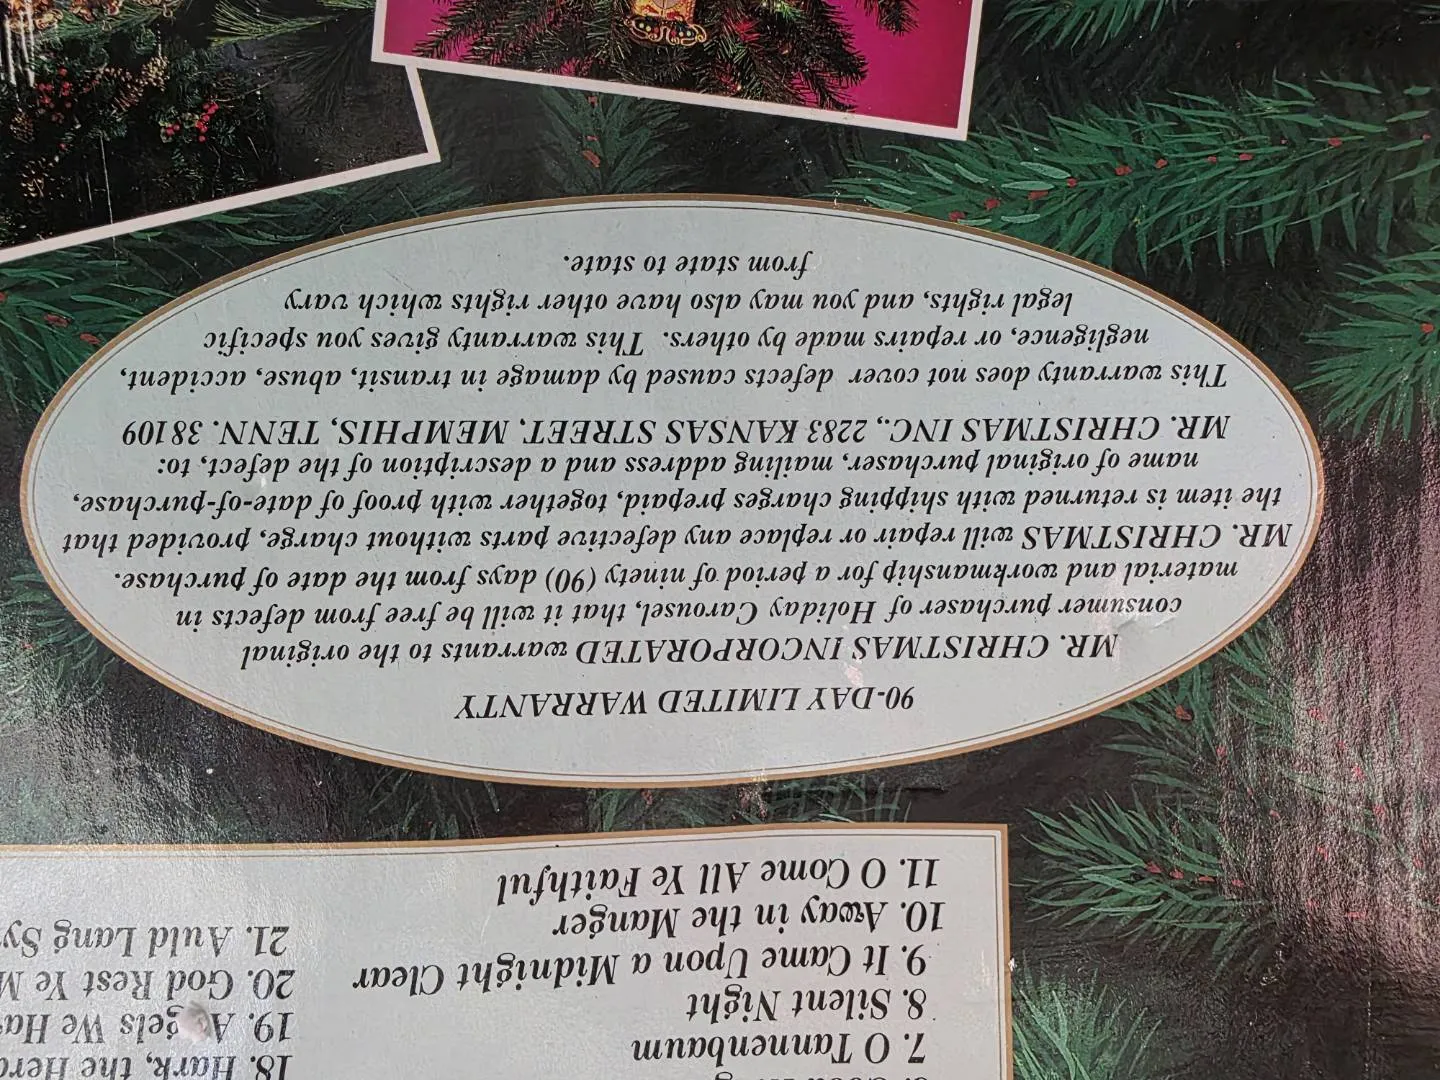 7. O Tannenbaum
8. Silent Night
9. It Came Upon a Midnight Clear
10. Away in the Manger
11. O Come All Ye Faithful
18. Hark, the
19. Angels We
20. God Rest Ye
21. Auld Lang
90-DAY LIMITED WARRANTY
MR. CHRISTMAS INCORPORATED warrants to the original
consumer purchaser of Holiday Carousel, that it will be free from defects in
material and workmanship for a period of ninety (90) days from the date of purchase.
MR. CHRISTMAS will repair or replace any defective parts without charge, provided that
the item is returned with shipping charges prepaid, together with proof of date-of-purchase,
name of original purchaser, mailing address and a description of the defect, to:
MR. CHRISTMAS INC., 2283 KANSAS STREET, MEMPHIS, TENN. 38109
This warranty does not cover defects caused by damage in transit, abuse, accident,
negligence, or repairs made by others. This warranty gives you specific
legal rights, and you may also have other rights which vary
from state to state.